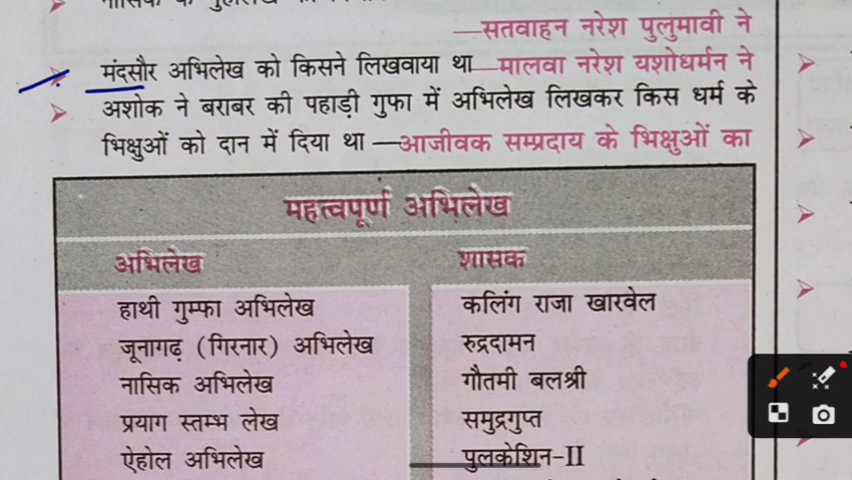 नासिक के गुहालेख
—सतवाहन नरेश पुलुमावी ने
मंदसौर अभिलेख को किसने लिखवाया था—मालवा नरेश यशोधर्मन ने
अशोक ने बराबर की पहाड़ी गुफा में अभिलेख लिखकर किस धर्म के
भिक्षुओं को दान में दिया था—आजीवक सम्प्रदाय के भिक्षुओं का
महत्वपूर्ण अभिलेख
अभिलेख शासक
हाथी गुम्फा अभिलेख कलिंग राजा खारवेल
जूनागढ़ (गिरनार) अभिलेख रुद्रदामन
नासिक अभिलेख गौतमी बलश्री
प्रयाग स्तम्भ लेख समुद्रगुप्त
ऐहोल अभिलेख पुलकेशिन-II